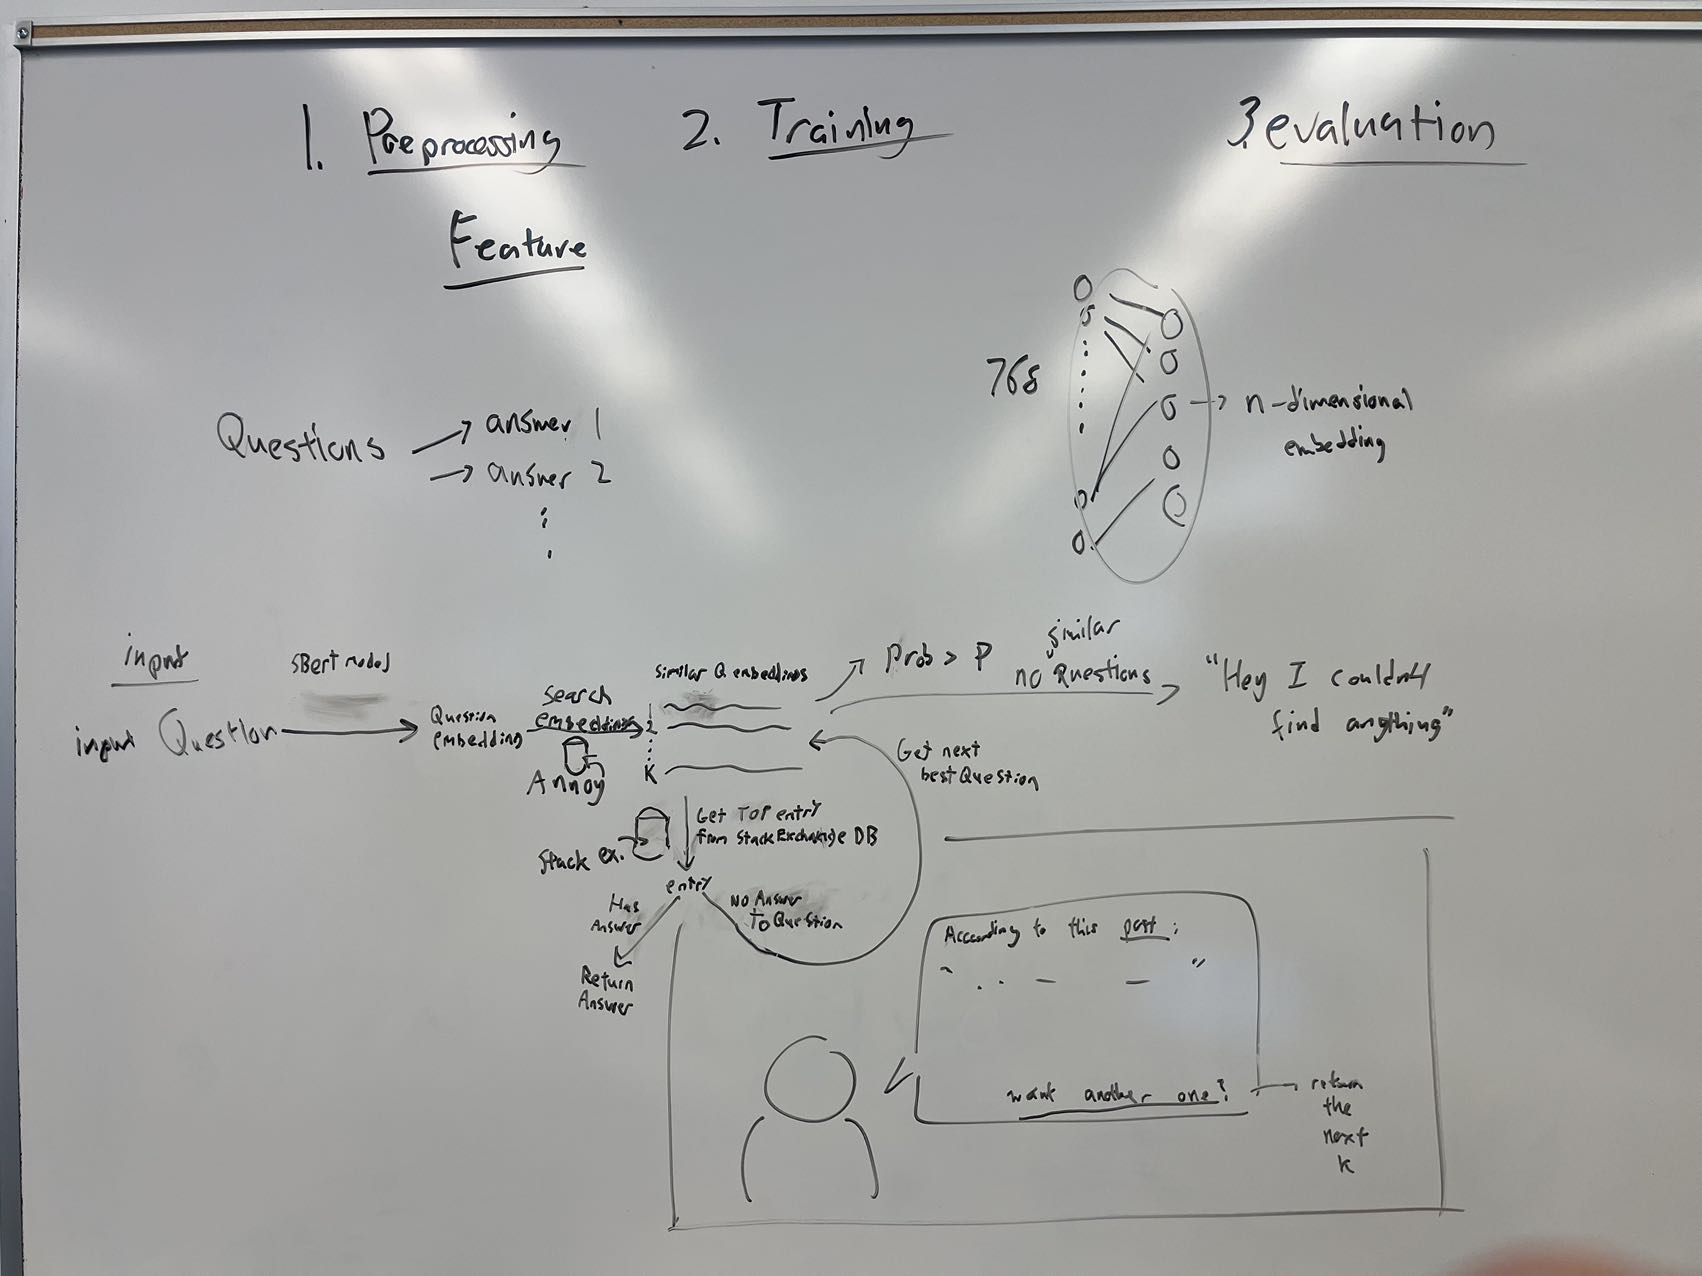 1. Preprocessing
2. Training
3. evaluation
Feature
Questions
answer 1
answer 2
768
n-dimensional
embedding
input
input Question
SBert model
Question
embedding
Search
embeddings
Annoy
Similar Q embeddings
1
2
K
Prob > P
similar
no Questions
"Hey I couldn't
find anything"
Get next
best Question
Get TOP entry
from StackExchange DB
Stack ex.
entry
Has
Answer
Return
Answer
No Answer
To Question
According to this post:
want another one?
return
the
next
k